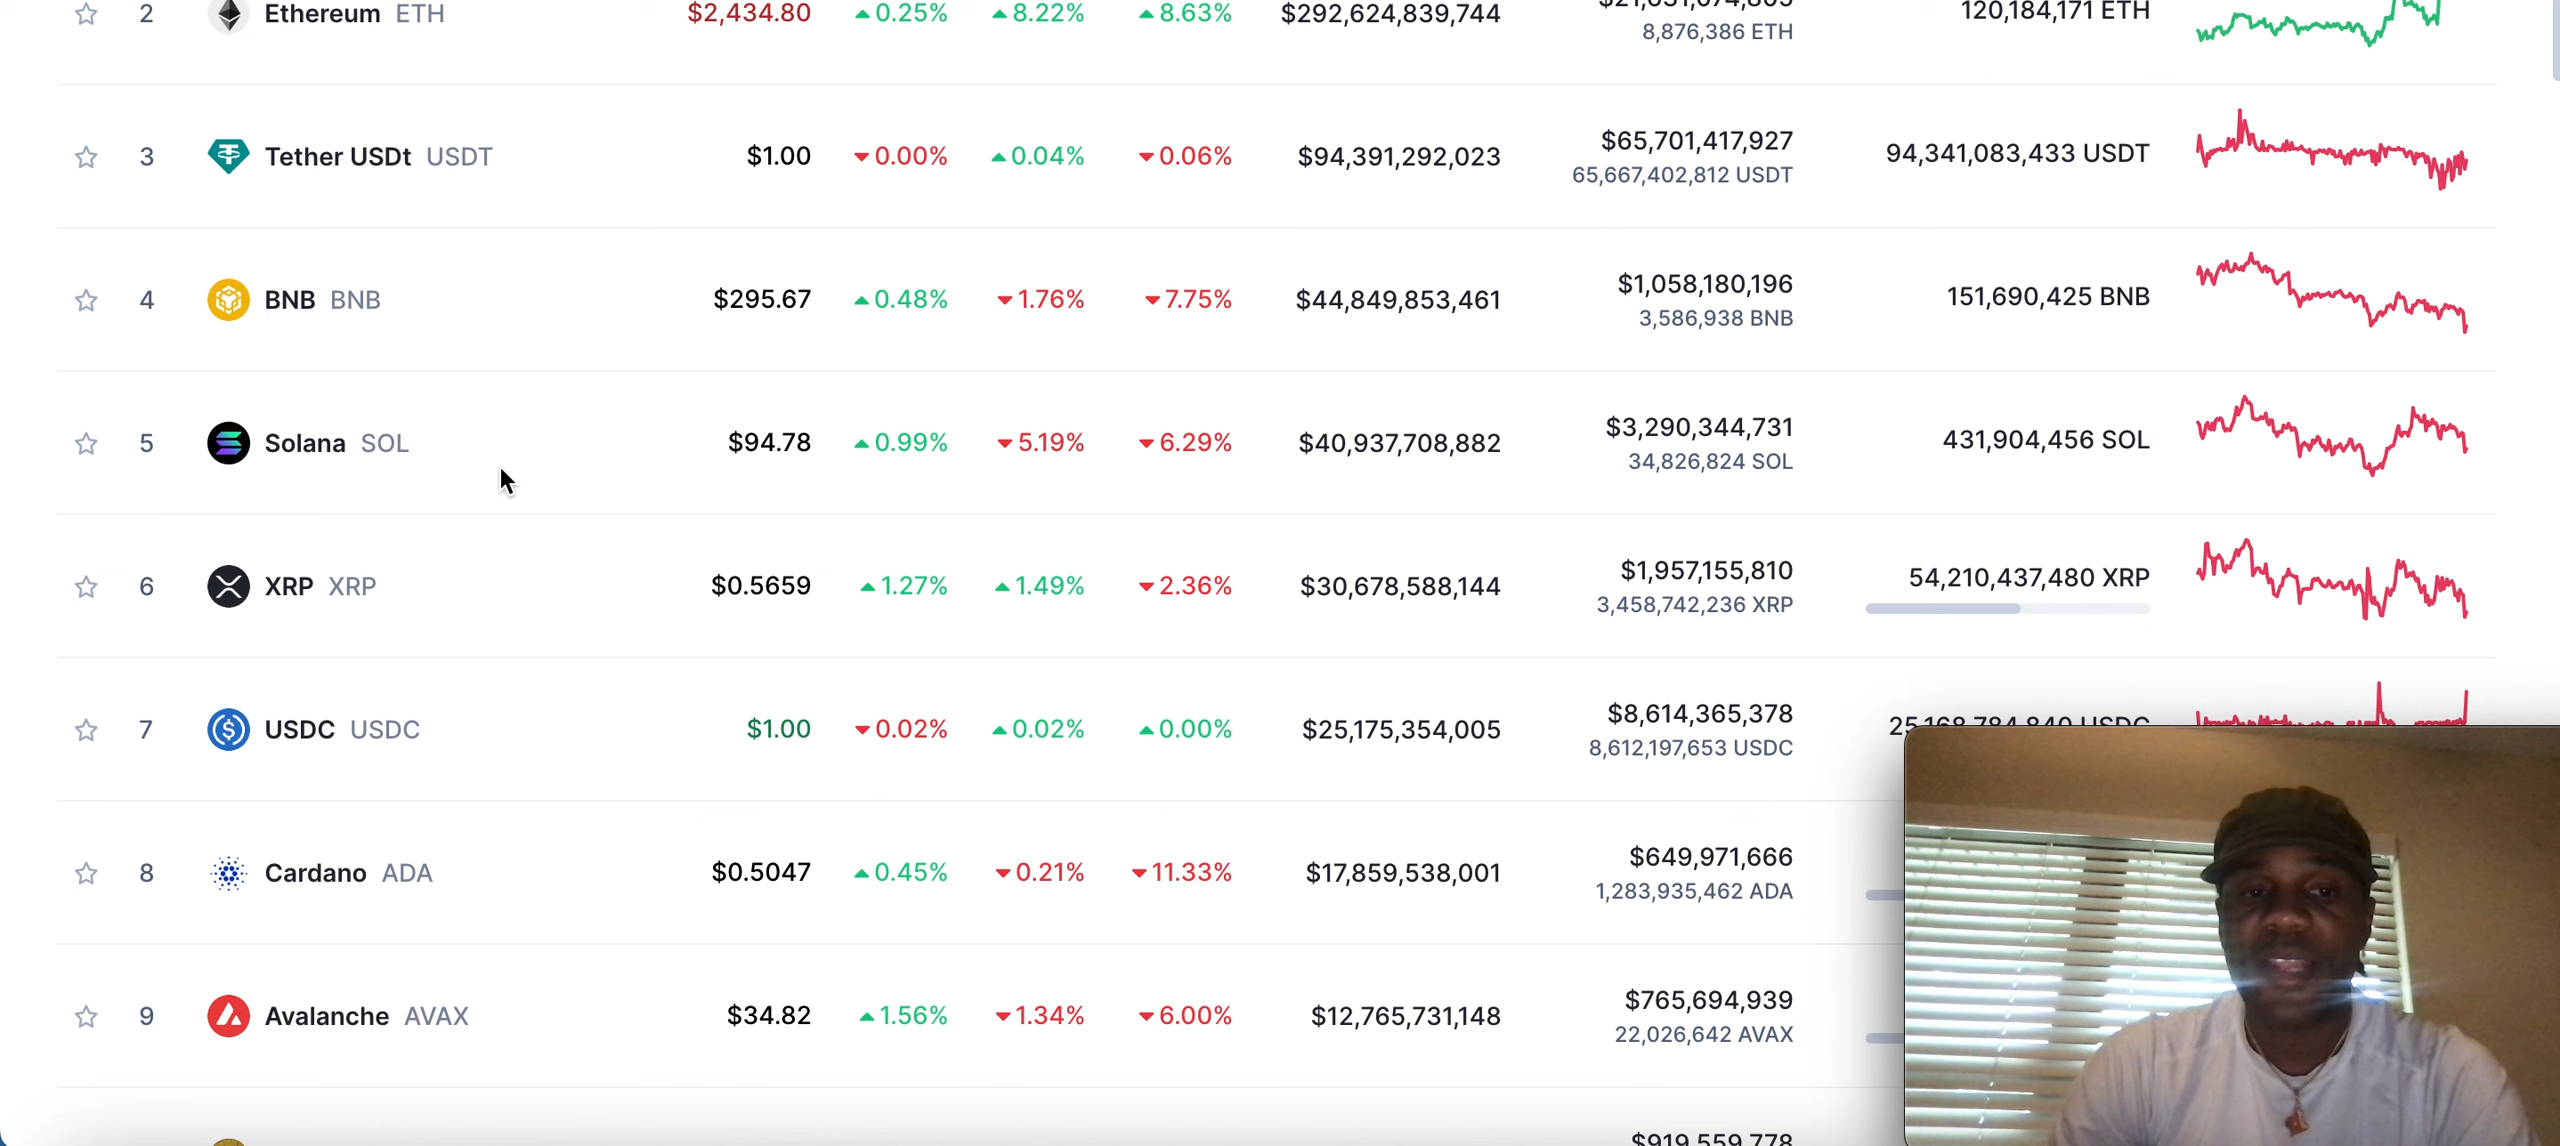 2 Ethereum ETH $2,434.80 0.25% 8.22% 8.63% $292,624,839,744 120,184,171 ETH
8,876,386 ETH
3 Tether USDt USDT $1.00 0.00% 0.04% 0.06% $94,391,292,023 $65,701,417,927 94,341,083,433 USDT
65,667,402,812 USDT
4 BNB BNB $295.67 0.48% 1.76% 7.75% $44,849,853,461 $1,058,180,196 151,690,425 BNB
3,586,938 BNB
5 Solana SOL $94.78 0.99% 5.19% 6.29% $40,937,708,882 $3,290,344,731 431,904,456 SOL
34,826,824 SOL
6 XRP XRP $0.5659 1.27% 1.49% 2.36% $30,678,588,144 $1,957,155,810 54,210,437,480 XRP
3,458,742,236 XRP
7 USDC USDC $1.00 0.02% 0.02% 0.00% $25,175,354,005 $8,614,365,378 25,168,784,840 USDC
8,612,197,653 USDC
8 Cardano ADA $0.5047 0.45% 0.21% 11.33% $17,859,538,001 $649,971,666
1,283,935,462 ADA
9 Avalanche AVAX $34.82 1.56% 1.34% 6.00% $12,765,731,148 $765,694,939
22,026,642 AVAX
$919,559,778